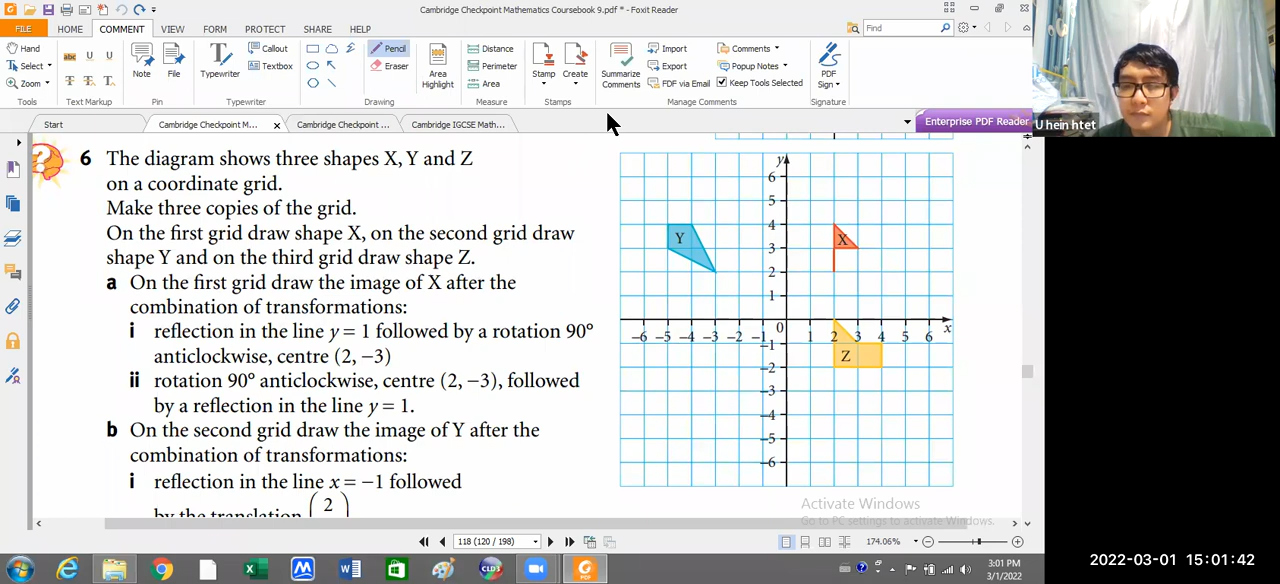 Cambridge Checkpoint Mathematics Coursebook 9.pdf * - Foxit Reader
FILE HOME COMMENT VIEW FORM PROTECT SHARE HELP Find
Hand Select Zoom Tools
Text Markup
Note File Pin
Typewriter Callout Textbox Typewriter
Pencil Eraser Drawing
Area Highlight
Distance Perimeter Area Measure
Stamp Create Stamps
Summarize Comments Import Export PDF via Email Comments Popup Notes Keep Tools Selected Manage Comments
PDF Sign Signature
Start Cambridge Checkpoint M... × Cambridge Checkpoint ... Cambridge IGCSE Math... Enterprise PDF Reader
U hein htet
6 The diagram shows three shapes X, Y and Z
on a coordinate grid.
Make three copies of the grid.
On the first grid draw shape X, on the second grid draw
shape Y and on the third grid draw shape Z.
a On the first grid draw the image of X after the
combination of transformations:
i reflection in the line y = 1 followed by a rotation 90°
anticlockwise, centre (2, −3)
ii rotation 90° anticlockwise, centre (2, −3), followed
by a reflection in the line y = 1.
b On the second grid draw the image of Y after the
combination of transformations:
i reflection in the line x = −1 followed
by the translation (2
y
6
5
4
3
2
1
Y
X
0
−6 −5 −4 −3 −2 −1 1 2 3 4 5 6 x
−1
−2
−3
−4
−5
−6
Z
Activate Windows
Go to PC settings to activate Windows.
118 (120 / 198) 174.06%
CLD3
3:01 PM
3/1/2022
2022-03-01 15:01:42